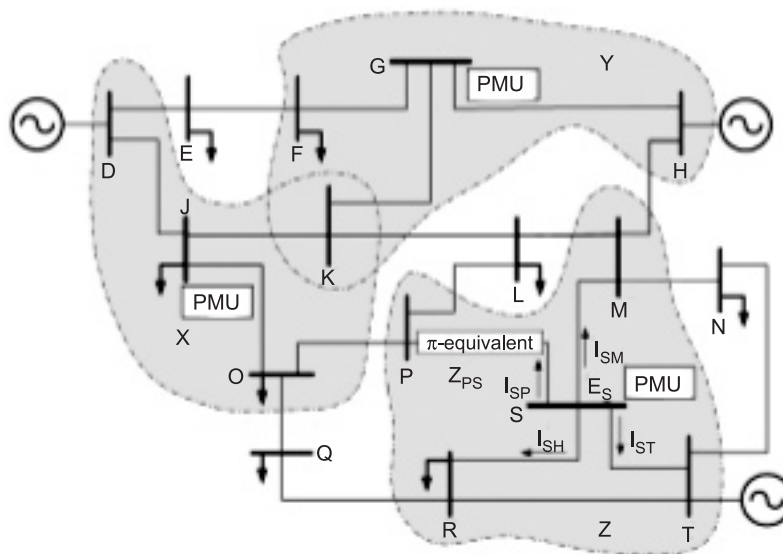 G
PMU
Y
D
E
F
H
J
K
L
M
N
PMU
X
O
P
π-equivalent
Z_PS
I_SP
I_SM
E_S
PMU
S
I_SH
I_ST
Q
R
Z
T